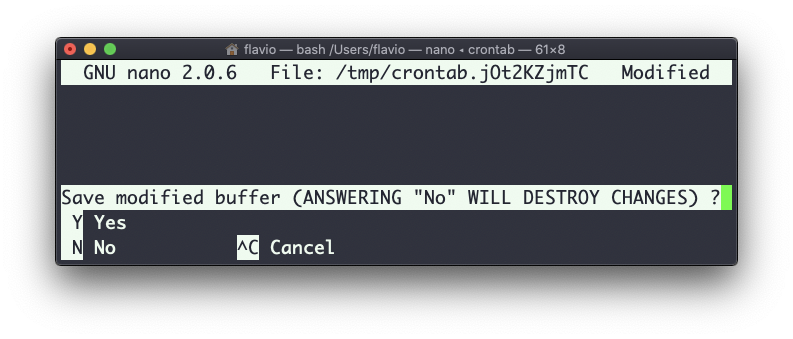 flavio — bash /Users/flavio — nano ◂ crontab — 61×8
GNU nano 2.0.6 File: /tmp/crontab.jOt2KZjmTC Modified
Save modified buffer (ANSWERING "No" WILL DESTROY CHANGES) ?
Y Yes
N No ^C Cancel